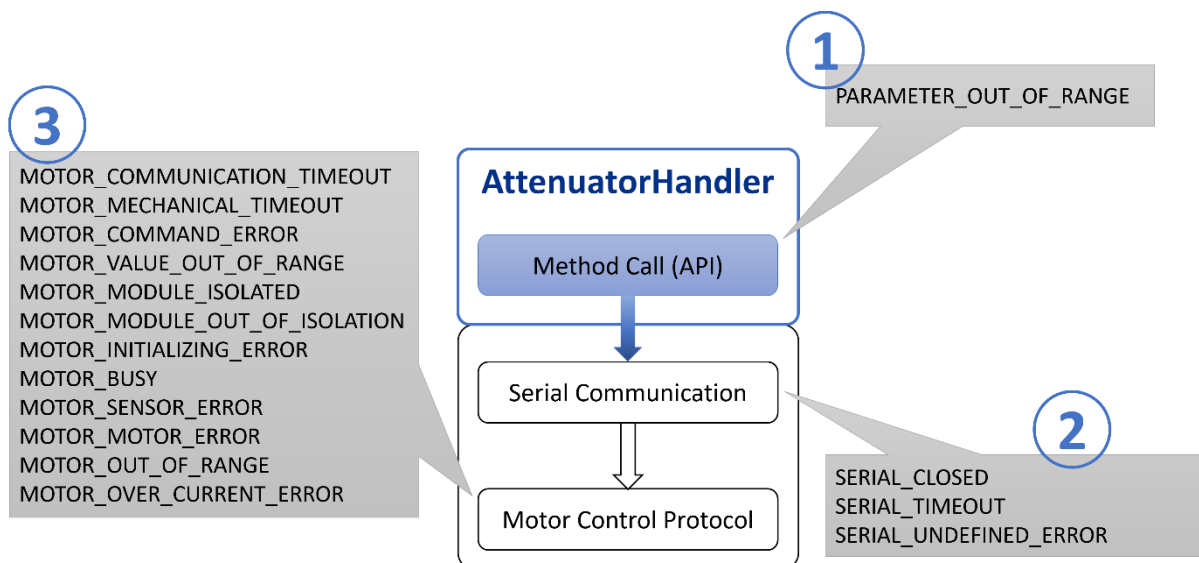 1
PARAMETER_OUT_OF_RANGE
3
MOTOR_COMMUNICATION_TIMEOUT
MOTOR_MECHANICAL_TIMEOUT
MOTOR_COMMAND_ERROR
MOTOR_VALUE_OUT_OF_RANGE
MOTOR_MODULE_ISOLATED
MOTOR_MODULE_OUT_OF_ISOLATION
MOTOR_INITIALIZING_ERROR
MOTOR_BUSY
MOTOR_SENSOR_ERROR
MOTOR_MOTOR_ERROR
MOTOR_OUT_OF_RANGE
MOTOR_OVER_CURRENT_ERROR
AttenuatorHandler
Method Call (API)
Serial Communication
Motor Control Protocol
2
SERIAL_CLOSED
SERIAL_TIMEOUT
SERIAL_UNDEFINED_ERROR